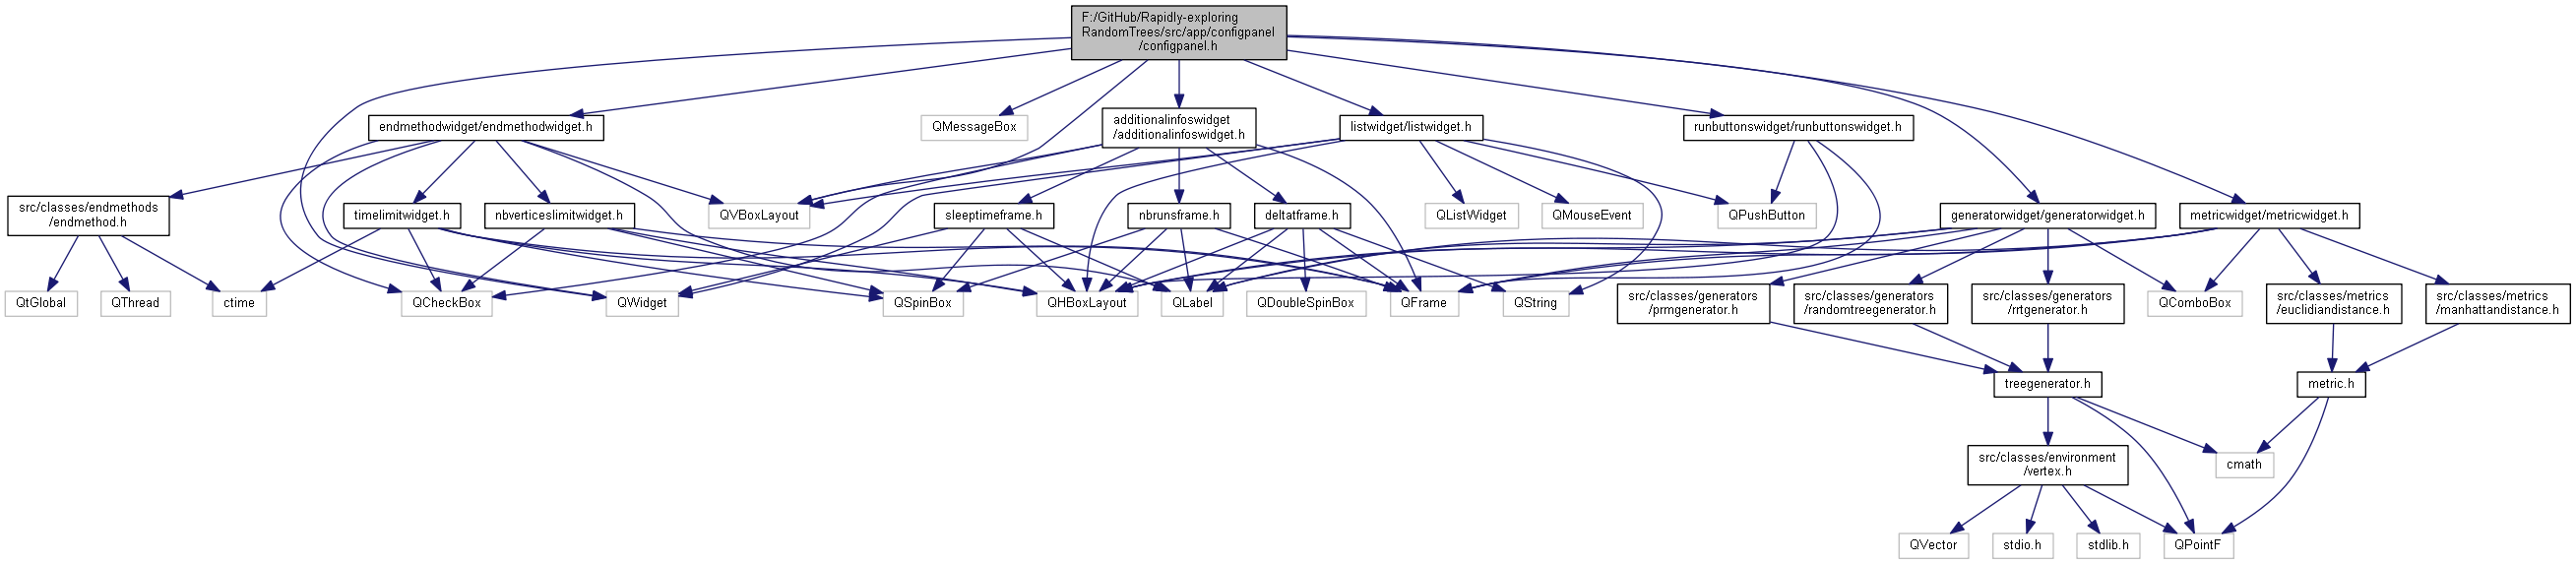 F:/GitHub/Rapidly-exploring
RandomTrees/src/app/configpanel
/configpanel.h
endmethodwidget/endmethodwidget.h
QMessageBox
additionalinfoswidget
/additionalinfoswidget.h
listwidget/listwidget.h
runbuttonswidget/runbuttonswidget.h
src/classes/endmethods
/endmethod.h
timelimitwidget.h
nbverticeslimitwidget.h
QVBoxLayout
sleeptimeframe.h
nbrunsframe.h
deltatframe.h
QListWidget
QMouseEvent
QPushButton
generatorwidget/generatorwidget.h
metricwidget/metricwidget.h
QtGlobal
QThread
ctime
QCheckBox
QWidget
QSpinBox
QHBoxLayout
QLabel
QDoubleSpinBox
QFrame
QString
src/classes/generators
/prmgenerator.h
src/classes/generators
/randomtreegenerator.h
src/classes/generators
/rrtgenerator.h
QComboBox
src/classes/metrics
/euclidiandistance.h
src/classes/metrics
/manhattandistance.h
treegenerator.h
metric.h
src/classes/environment
/vertex.h
cmath
QVector
stdio.h
stdlib.h
QPointF